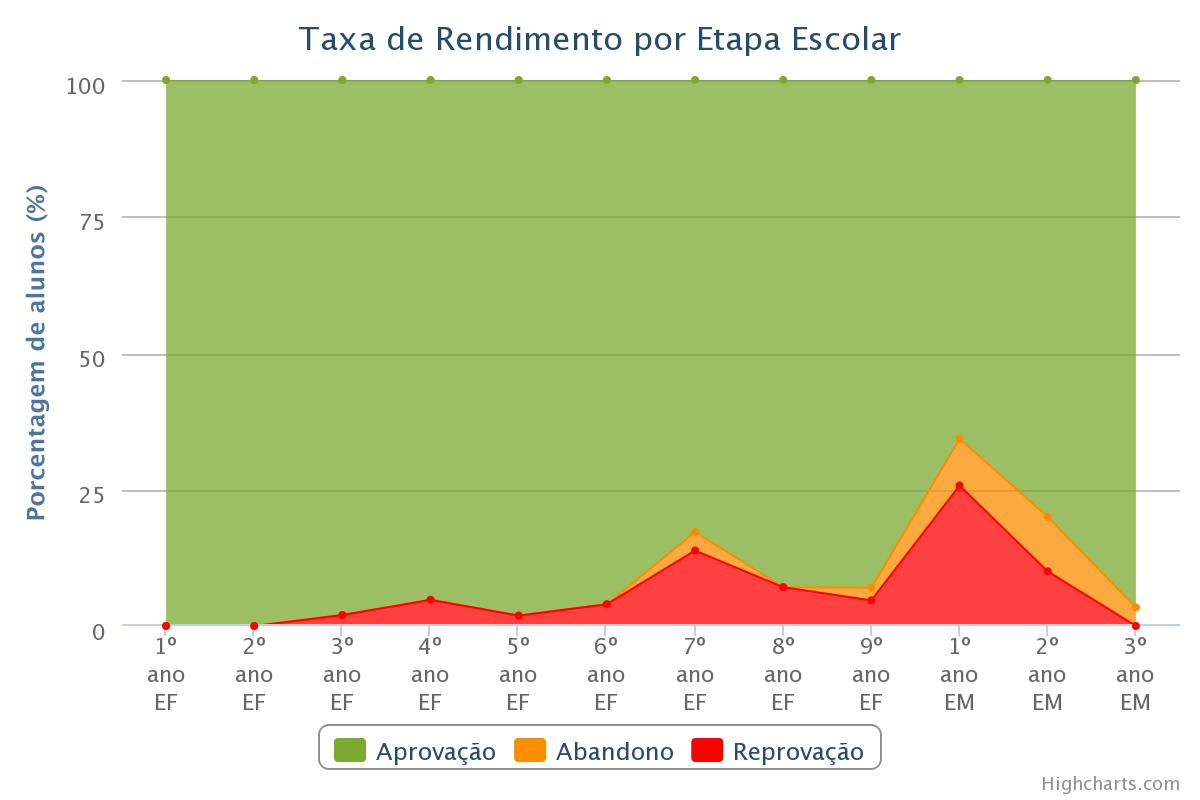 Taxa de Rendimento por Etapa Escolar
Porcentagem de alunos (%)
100
75
50
25
0
1º ano EF
2º ano EF
3º ano EF
4º ano EF
5º ano EF
6º ano EF
7º ano EF
8º ano EF
9º ano EF
1º ano EM
2º ano EM
3º ano EM
Aprovação Abandono Reprovação
Highcharts.com